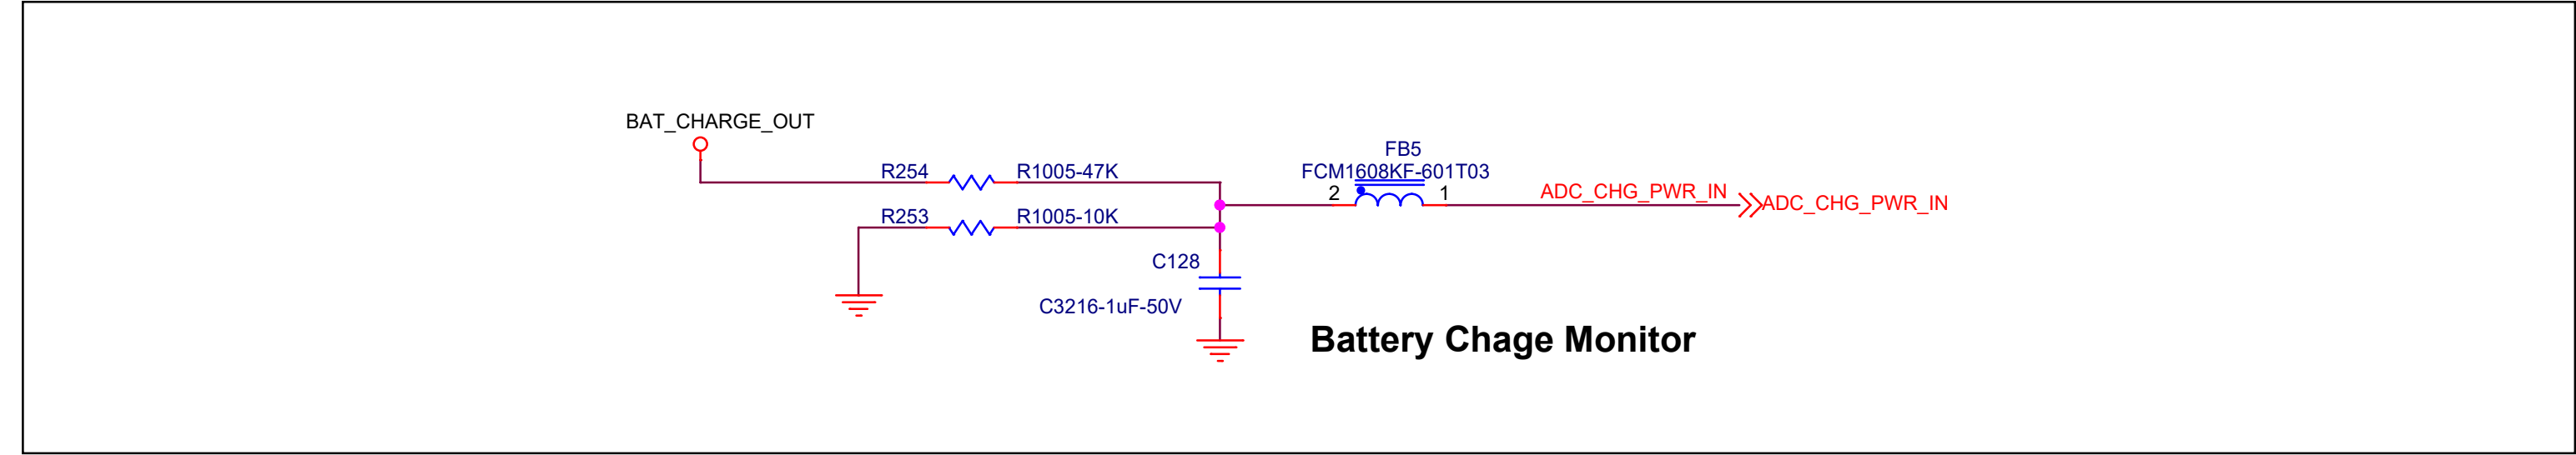 BAT_CHARGE_OUT
R254 R1005-47K
R253 R1005-10K
C128
C3216-1uF-50V
FB5
FCM1608KF-601T03
2 1
ADC_CHG_PWR_IN
ADC_CHG_PWR_IN
Battery Chage Monitor